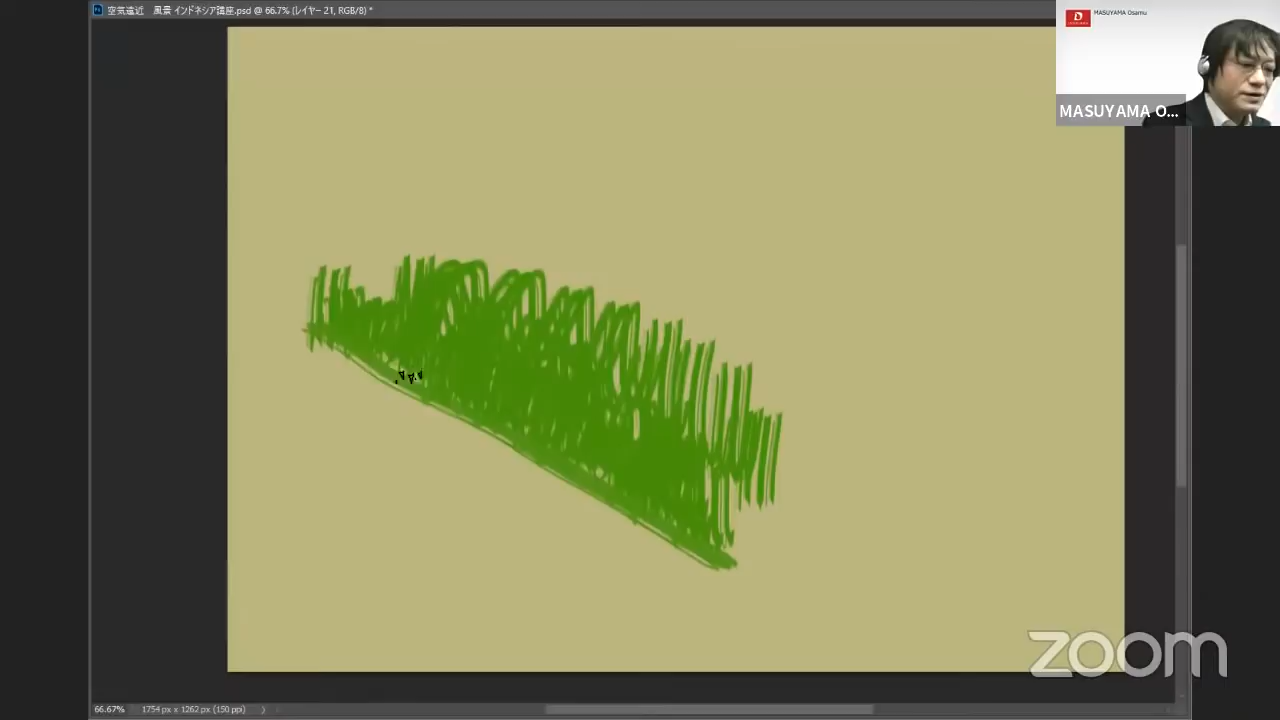 空気遠近 風景 インドネシア講座.psd @ 66.7% (レイヤー 21, RGB/8) *
MASUYAMA Osamu
MASUYAMA O...
zoom
66.67% 1754 px x 1262 px (150 ppi)